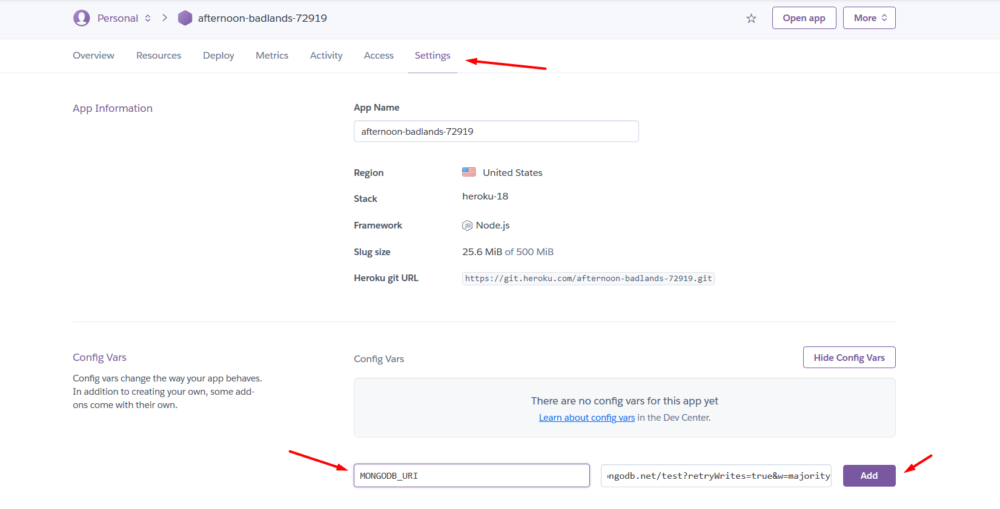 Personal > afternoon-badlands-72919
Open app
More
Overview
Resources
Deploy
Metrics
Activity
Access
Settings
App Information
App Name
afternoon-badlands-72919
Region United States
Stack heroku-18
Framework Node.js
Slug size 25.6 MiB of 500 MiB
Heroku git URL https://git.heroku.com/afternoon-badlands-72919.git
Config Vars
Config vars change the way your app behaves.
In addition to creating your own, some add-
ons come with their own.
Config Vars
Hide Config Vars
There are no config vars for this app yet
Learn about config vars in the Dev Center.
MONGODB_URI
ngodb.net/test?retryWrites=true&w=majority
Add